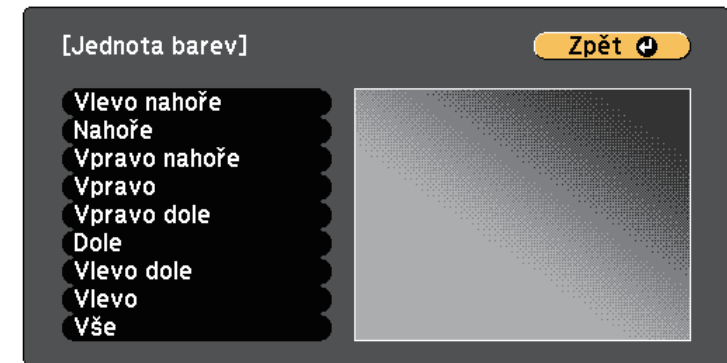 [Jednota barev]
Zpět
Vlevo nahoře
Nahoře
Vpravo nahoře
Vpravo
Vpravo dole
Dole
Vlevo dole
Vlevo
Vše